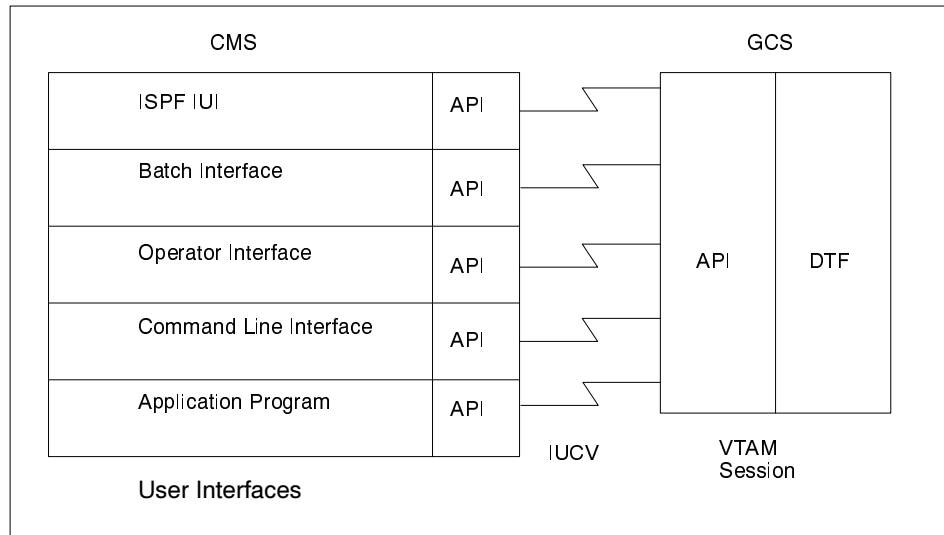 CMS
GCS
ISPF IUI
API
Batch Interface
API
Operator Interface
API
API
DTF
Command Line Interface
API
Application Program
API
IUCV
VTAM
Session
User Interfaces